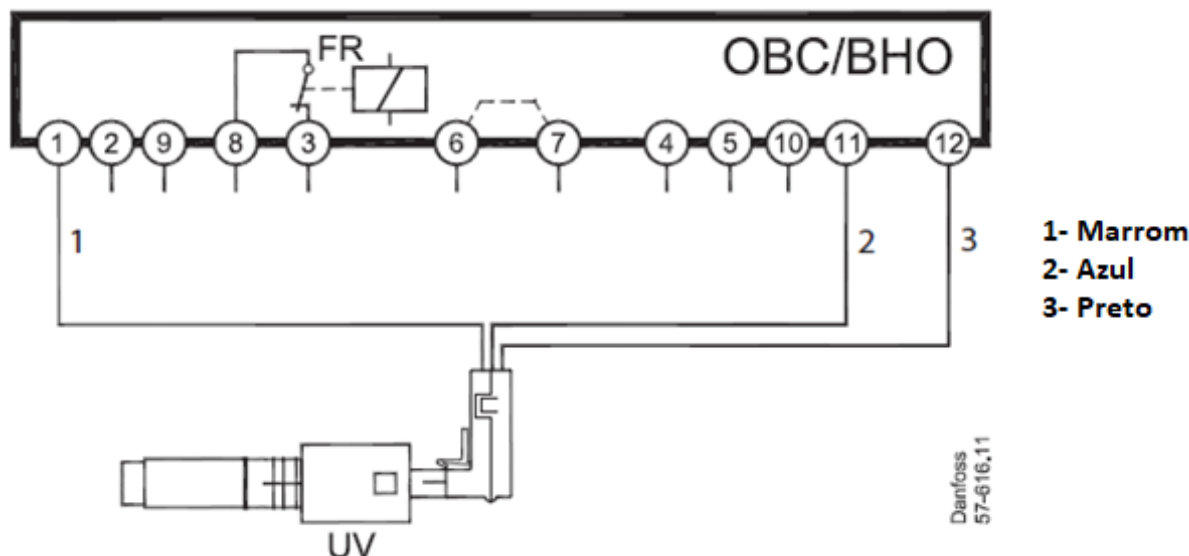 FR
OBC/BHO
1 2 9 8 3 6 7 4 5 10 11 12
1 2 3
1- Marrom
2- Azul
3- Preto
UV
Danfoss
57-616.11